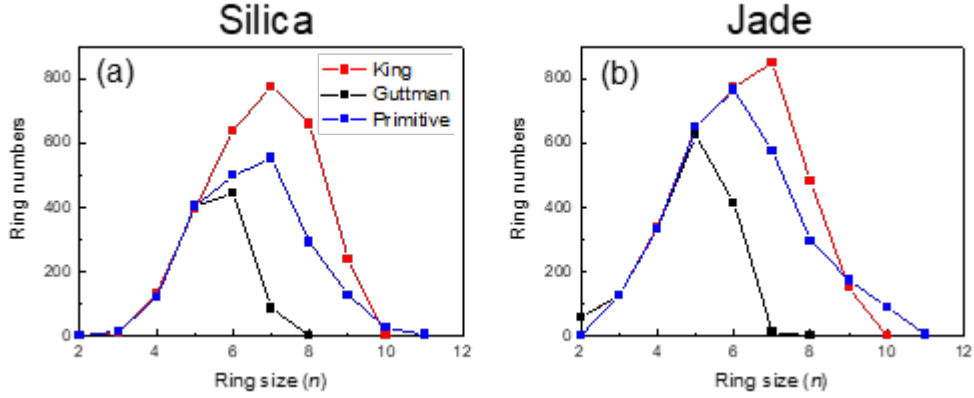 Silica
Jade
(a)
King
Guttman
Primitive
800
600
400
200
0
Ring numbers
2 4 6 8 10 12
Ring size (n)
(b)
800
600
400
200
0
Ring numbers
2 4 6 8 10 12
Ring size (n)